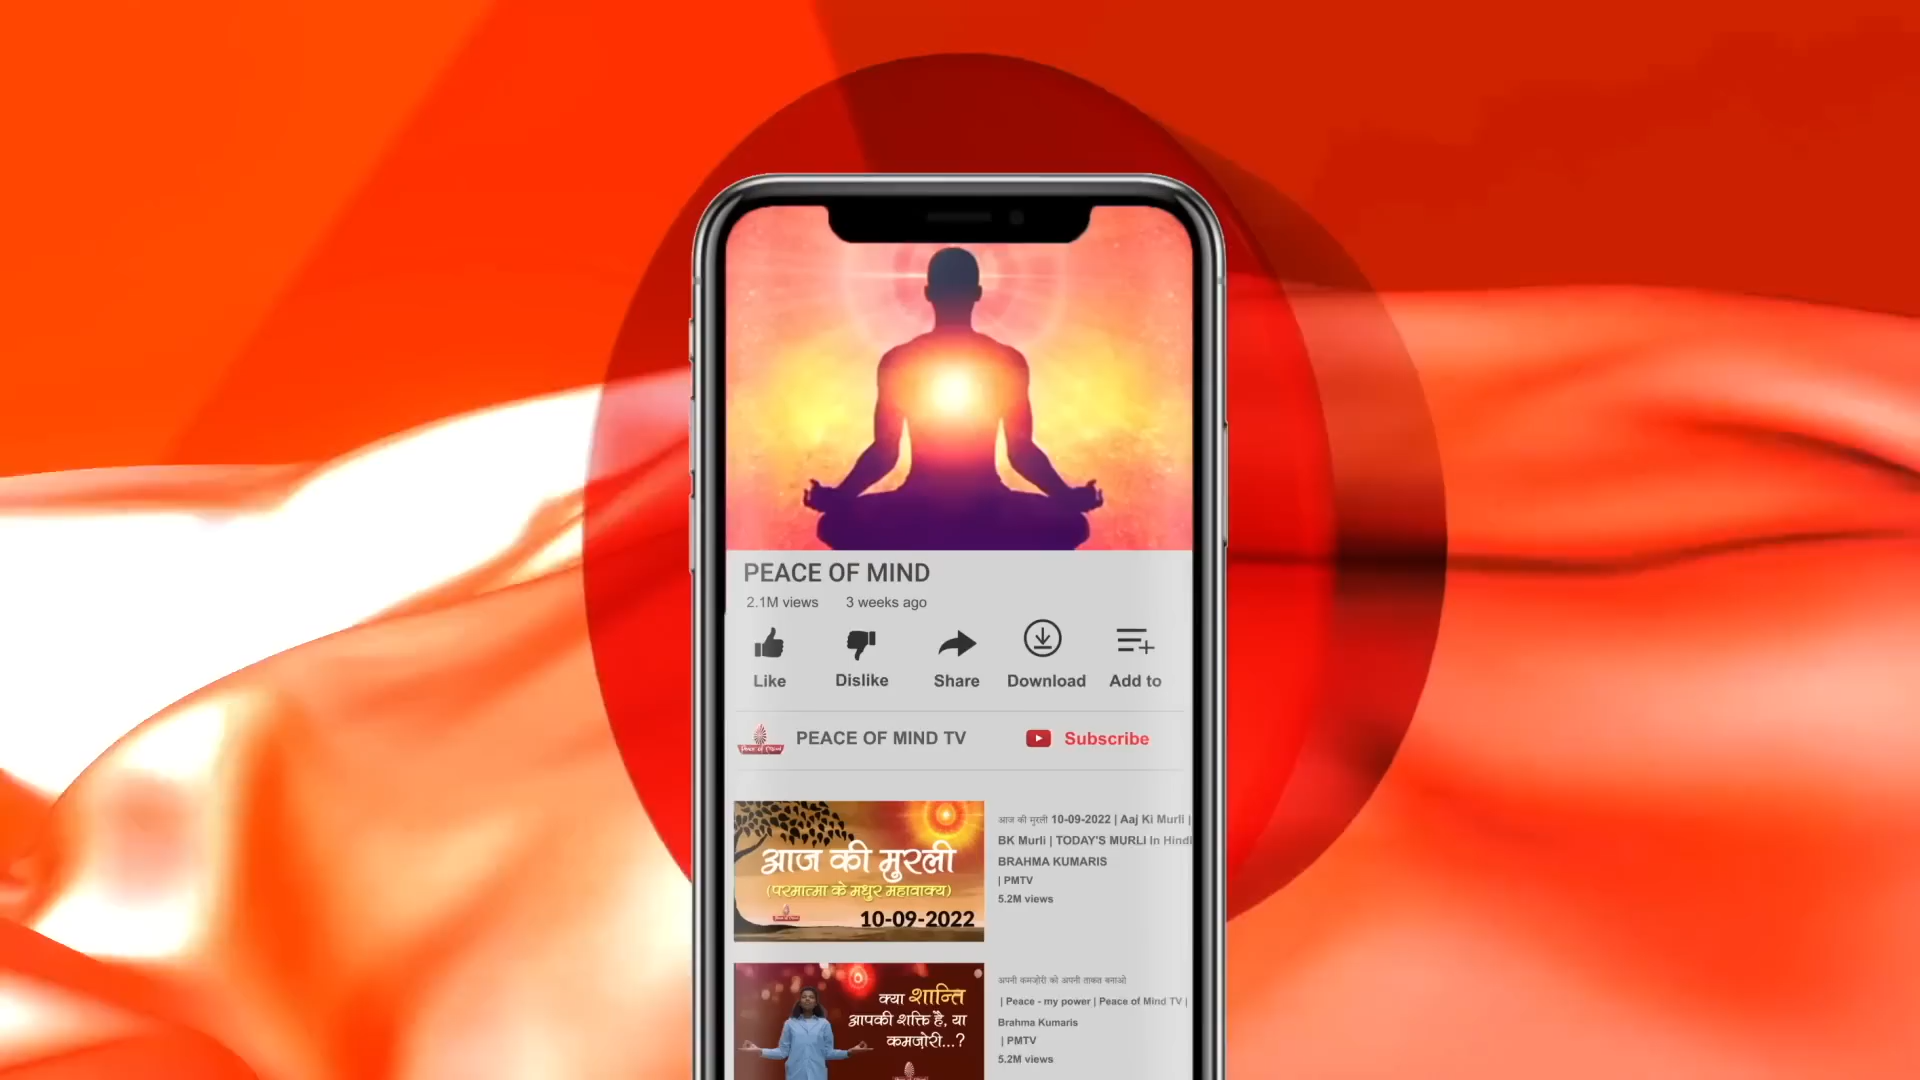 PEACE OF MIND
2.1M views 3 weeks ago
Like Dislike Share Download Add to
Peace of Mind
PEACE OF MIND TV
Subscribe
आज की मुरली
(परमात्मा के मधुर महावाक्य)
10-09-2022
आज की मुरली 10-09-2022 | Aaj Ki Murli |
BK Murli | TODAY'S MURLI In Hindi
BRAHMA KUMARIS
| PMTV
5.2M views
क्या शान्ति
आपकी शक्ति है, या
कमज़ोरी...?
अपनी कमजोरी को अपनी ताकत बनाओ
| Peace - my power | Peace of Mind TV |
Brahma Kumaris
| PMTV
5.2M views